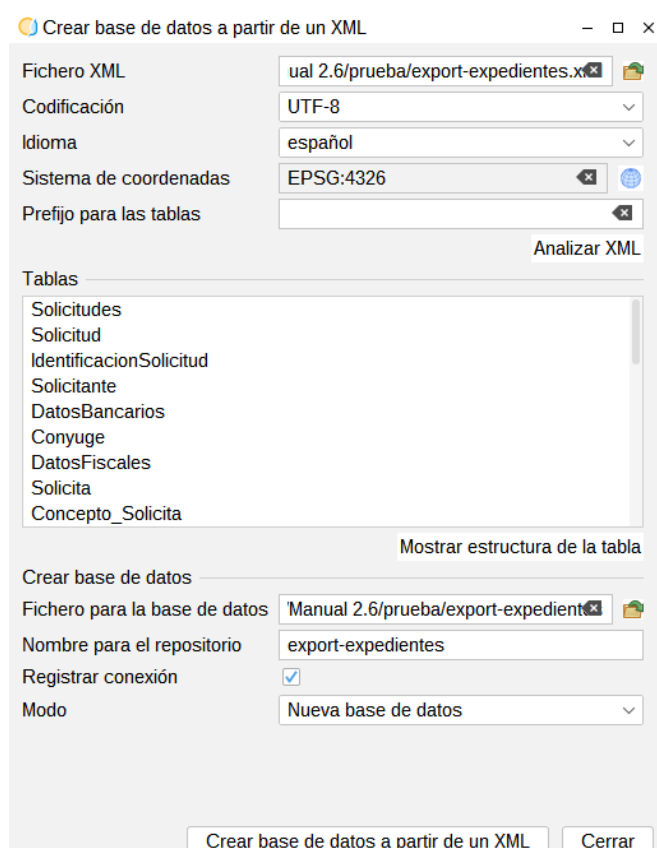 Crear base de datos a partir de un XML
Fichero XML ual 2.6/prueba/export-expedientes.x
Codificación UTF-8
Idioma español
Sistema de coordenadas EPSG:4326
Prefijo para las tablas
Analizar XML
Tablas
Solicitudes
Solicitud
IdentificacionSolicitud
Solicitante
DatosBancarios
Conyuge
DatosFiscales
Solicita
Concepto_Solicita
Mostrar estructura de la tabla
Crear base de datos
Fichero para la base de datos 'Manual 2.6/prueba/export-expedient
Nombre para el repositorio export-expedientes
Registrar conexión
Modo Nueva base de datos
Crear base de datos a partir de un XML Cerrar